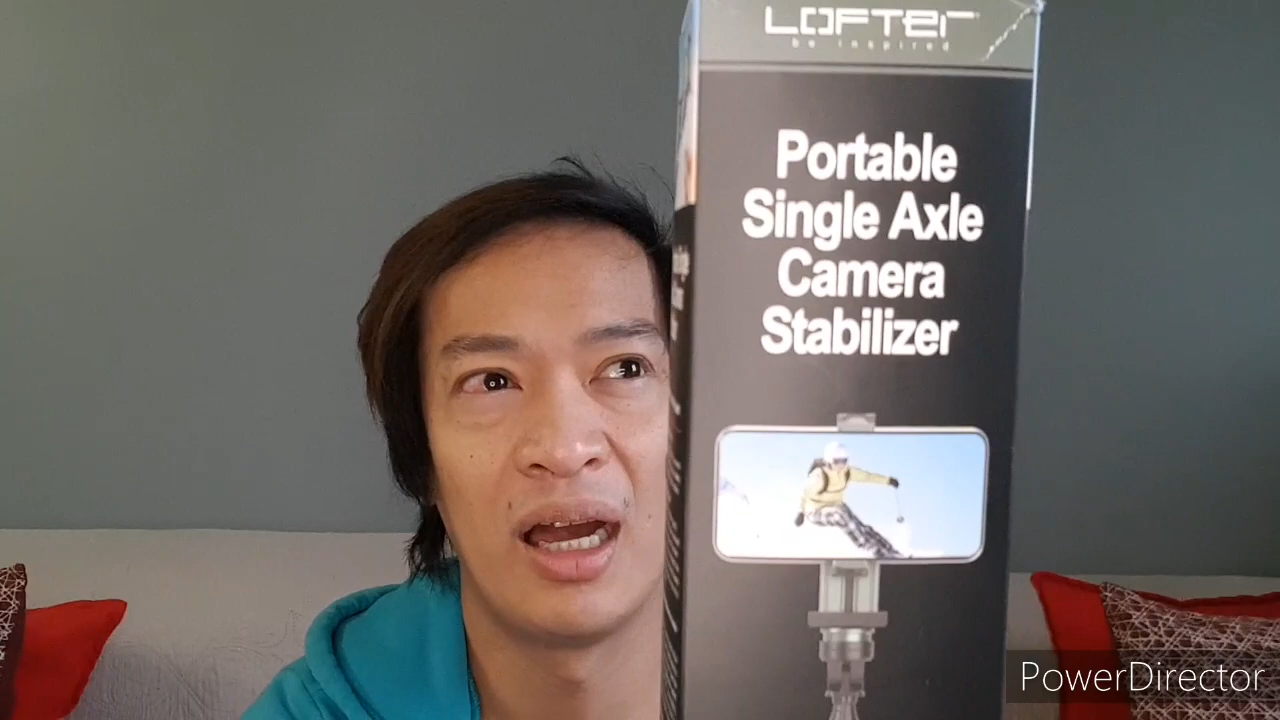 LOFTER
be inspired
Portable
Single Axle
Camera
Stabilizer
PowerDirector